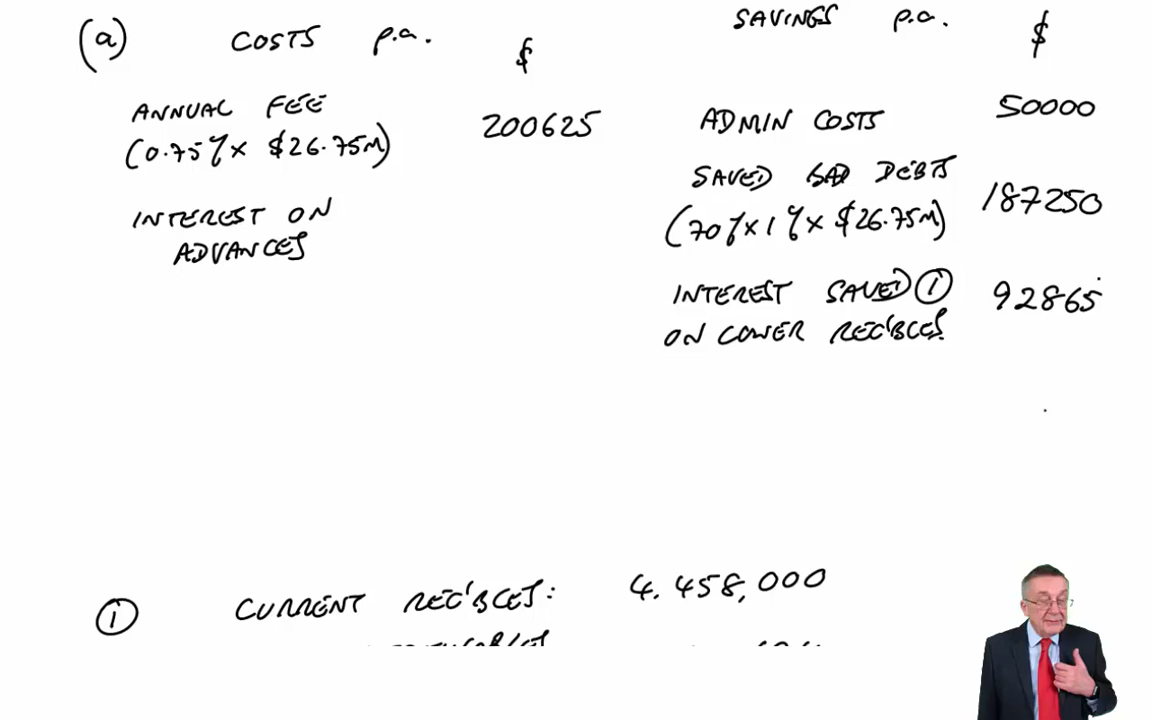 (a) COSTS p.a. $
ANNUAL FEE
(0.75% x $26.75M) 200625
INTEREST ON
ADVANCES
SAVINGS p.a. $
ADMIN COSTS 50000
SAVED BAD DEBTS
(70% x 1% x $26.75M) 187250
INTEREST SAVED ①
ON LOWER REC'BLES. 92865
① CURRENT REC'BLES: 4.458,000